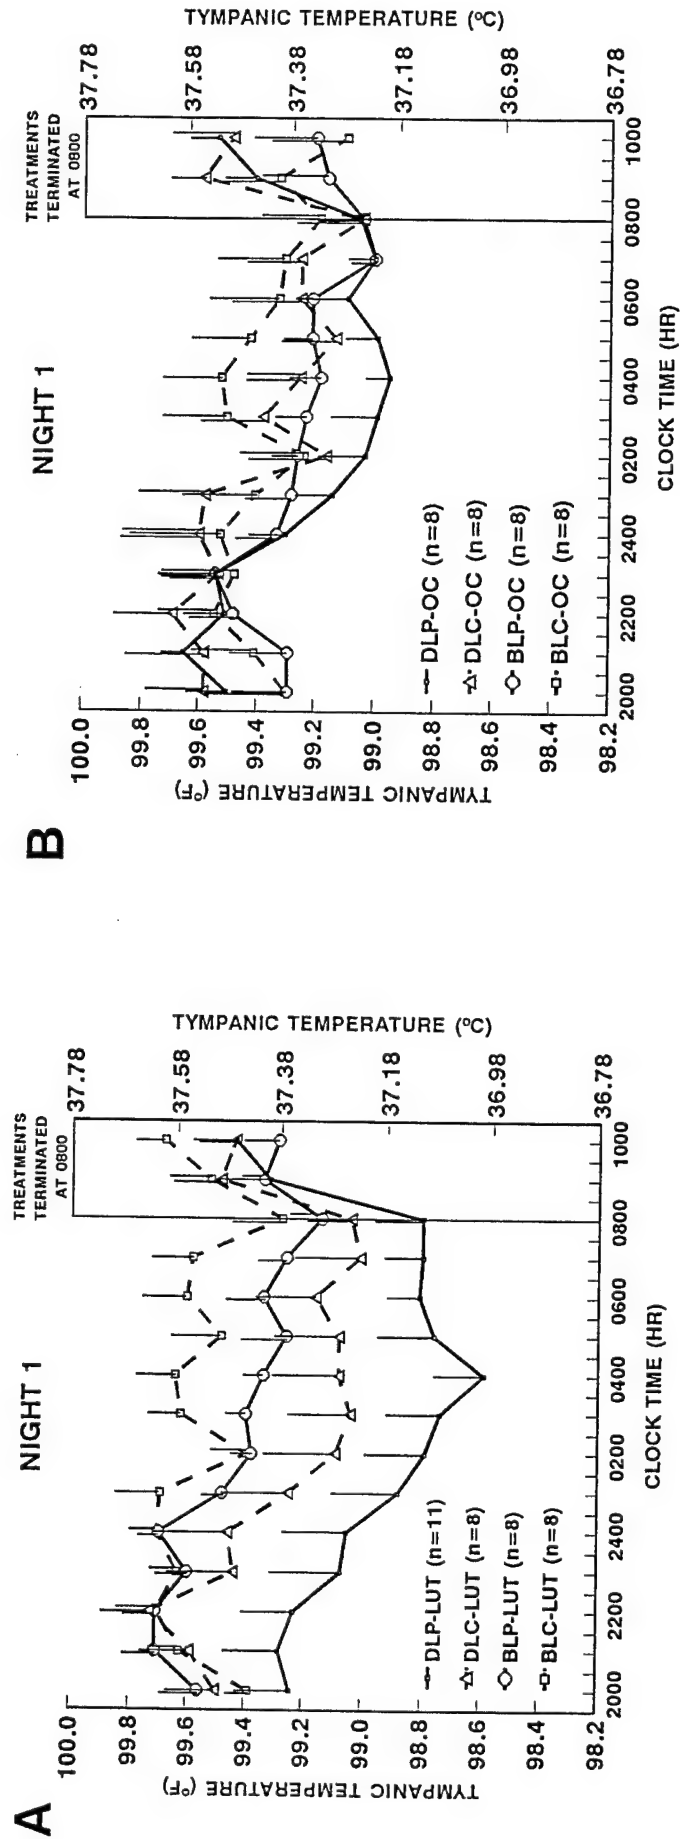 A
NIGHT 1
TREATMENTS
TERMINATED
AT 0800
TYMPANIC TEMPERATURE (ºF)
100.0
99.8
99.6
99.4
99.2
99.0
98.8
98.6
98.4
98.2
TYMPANIC TEMPERATURE (ºC)
37.78
37.58
37.38
37.18
36.98
36.78
DLP-LUT (n=11)
DLC-LUT (n=8)
BLP-LUT (n=8)
BLC-LUT (n=8)
2000 2200 2400 0200 0400 0600 0800 1000
CLOCK TIME (HR)
B
NIGHT 1
TREATMENTS
TERMINATED
AT 0800
TYMPANIC TEMPERATURE (ºF)
100.0
99.8
99.6
99.4
99.2
99.0
98.8
98.6
98.4
98.2
TYMPANIC TEMPERATURE (ºC)
37.78
37.58
37.38
37.18
36.98
36.78
DLP-OC (n=8)
DLC-OC (n=8)
BLP-OC (n=8)
BLC-OC (n=8)
2000 2200 2400 0200 0400 0600 0800 1000
CLOCK TIME (HR)